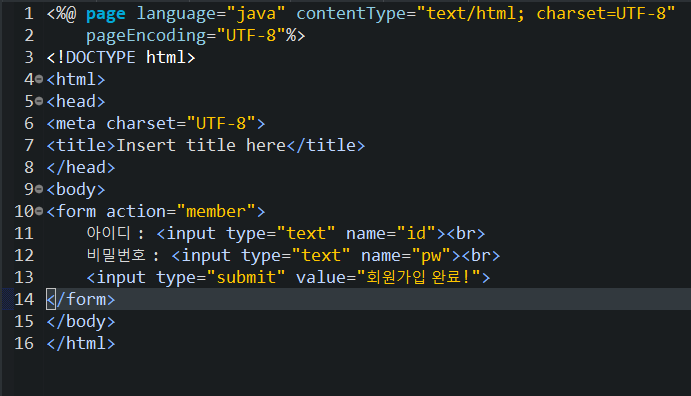 1 <%@ page language="java" contentType="text/html; charset=UTF-8"
2     pageEncoding="UTF-8"%>
3 <!DOCTYPE html>
4 <html>
5 <head>
6 <meta charset="UTF-8">
7 <title>Insert title here</title>
8 </head>
9 <body>
10 <form action="member">
11     아이디 : <input type="text" name="id"><br>
12     비밀번호 : <input type="text" name="pw"><br>
13     <input type="submit" value="회원가입 완료!">
14 </form>
15 </body>
16 </html>